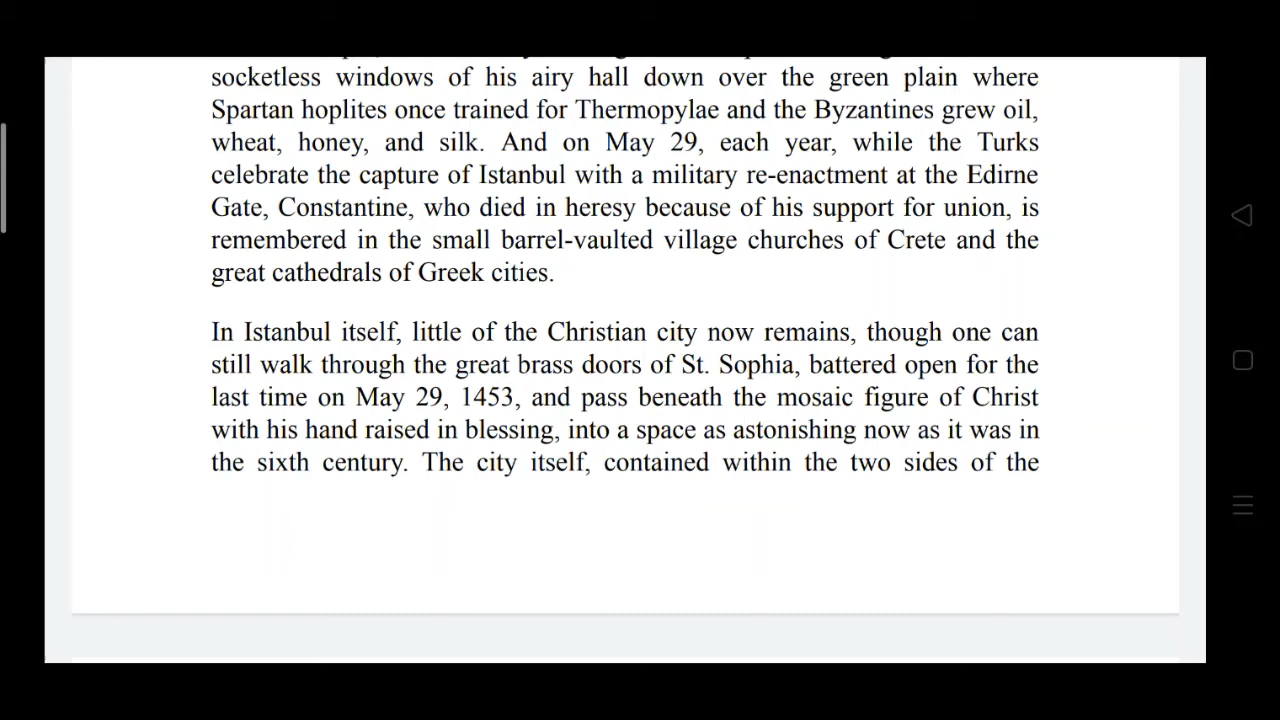 socketless windows of his airy hall down over the green plain where
Spartan hoplites once trained for Thermopylae and the Byzantines grew oil,
wheat, honey, and silk. And on May 29, each year, while the Turks
celebrate the capture of Istanbul with a military re-enactment at the Edirne
Gate, Constantine, who died in heresy because of his support for union, is
remembered in the small barrel-vaulted village churches of Crete and the
great cathedrals of Greek cities.
In Istanbul itself, little of the Christian city now remains, though one can
still walk through the great brass doors of St. Sophia, battered open for the
last time on May 29, 1453, and pass beneath the mosaic figure of Christ
with his hand raised in blessing, into a space as astonishing now as it was in
the sixth century. The city itself, contained within the two sides of the